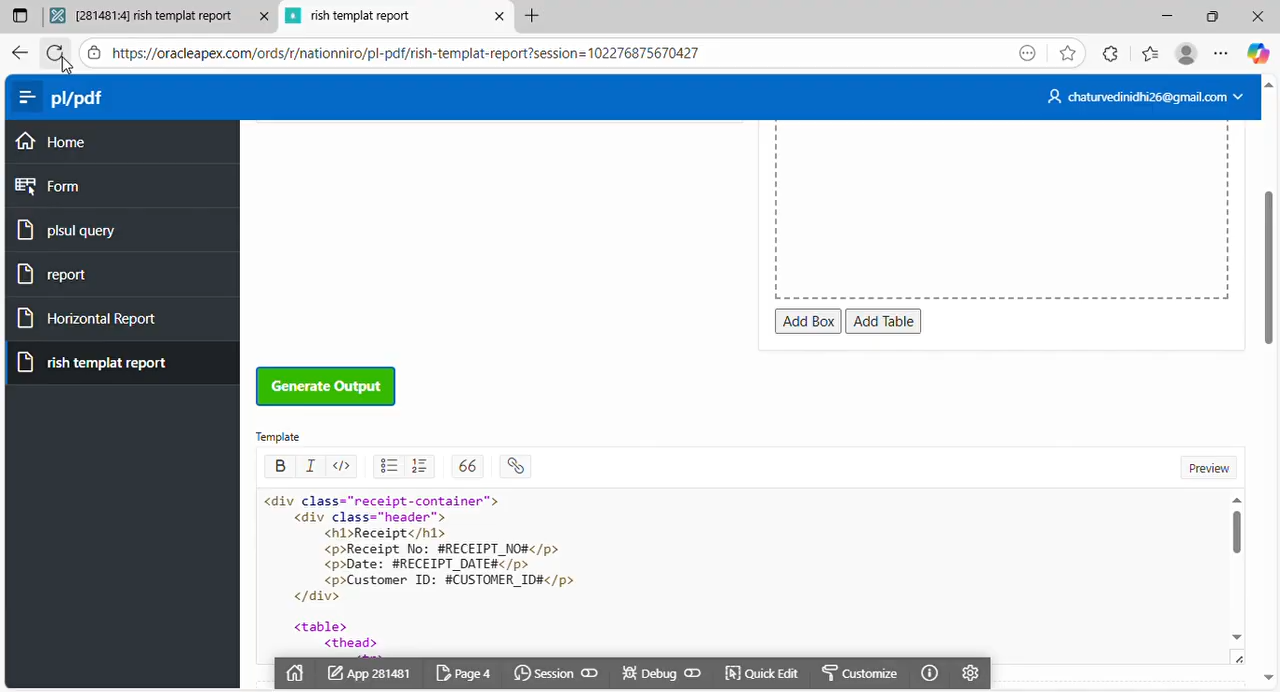 [281481:4] rish templat report
rish templat report
https://oracleapex.com/ords/r/nationniro/pl-pdf/rish-templat-report?session=102276875670427
pl/pdf
chaturvedinidhi26@gmail.com
Home
Form
plsul query
report
Horizontal Report
rish templat report
Add Box
Add Table
Generate Output
Template
B I </> 66
Preview
<div class="receipt-container">
<div class="header">
<h1>Receipt</h1>
<p>Receipt No: #RECEIPT_NO#</p>
<p>Date: #RECEIPT_DATE#</p>
<p>Customer ID: #CUSTOMER_ID#</p>
</div>
<table>
<thead>
App 281481
Page 4
Session
Debug
Quick Edit
Customize